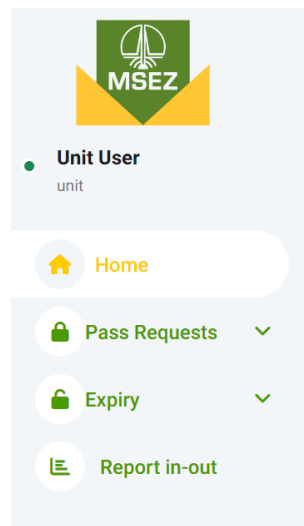 MSEZ
Unit User
unit
Home
Pass Requests
Expiry
Report in-out